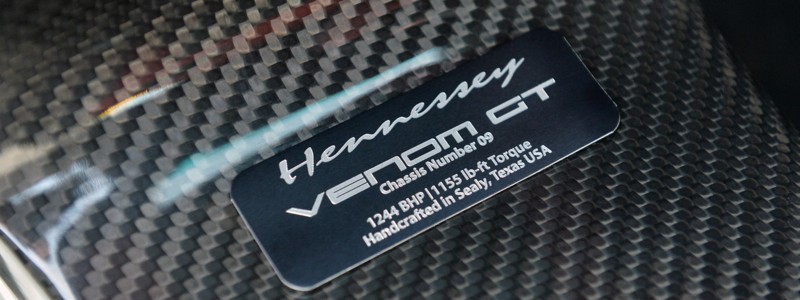 Hennessey
VENOM GT
Chassis Number 09
1244 BHP | 1155 lb-ft Torque
Handcrafted in Sealy, Texas USA